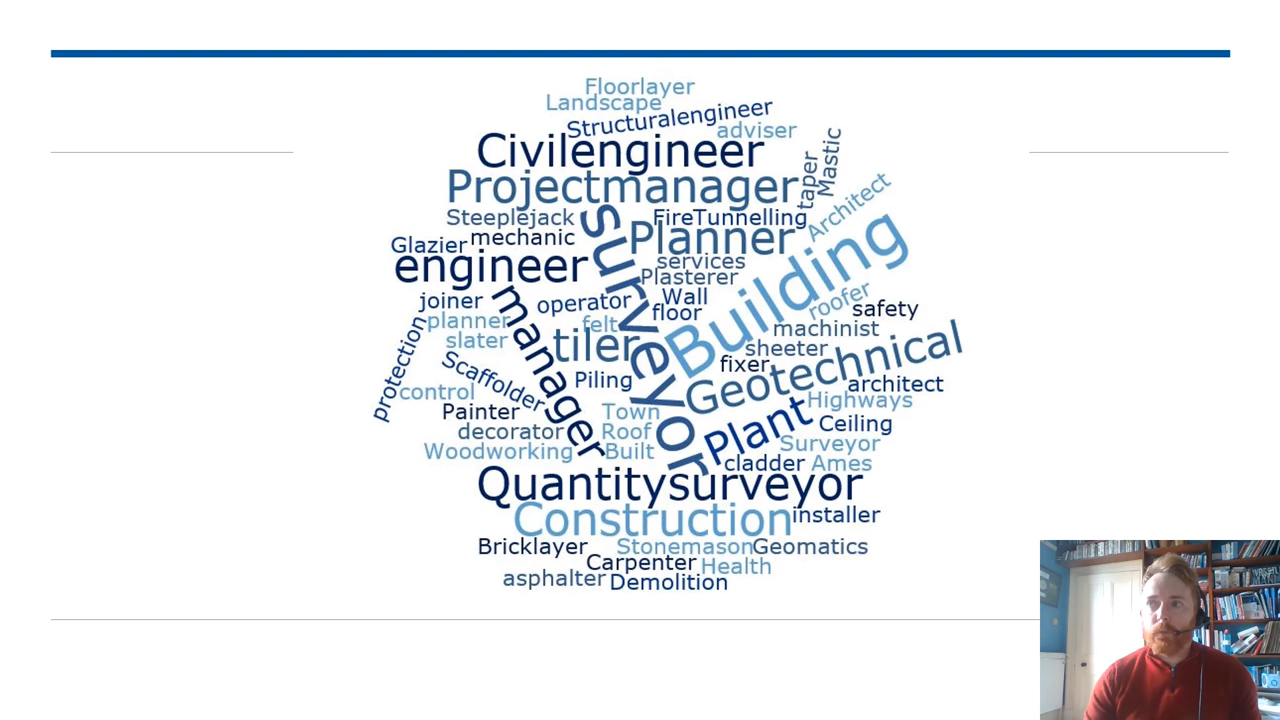 Floorlayer
Landscape
Structuralengineer
adviser
Civilengineer
taper
Mastic
Projectmanager
Architect
Steeplejack
surveyor
FireTunnelling
Glazier
mechanic
Planner
Building
engineer
services
Plasterer
joiner
manager
operator
Wall
floor
roofer
safety
planner
felt
machinist
slater
tiler
sheeter
Geotechnical
protection
Scaffolder
Piling
fixer
architect
control
Highways
Painter
Town
Plant
Ceiling
decorator
Roof
Surveyor
Woodworking
Built
cladder
Ames
Quantitysurveyor
Construction
installer
Bricklayer
Stonemason
Geomatics
Carpenter
Health
asphalter
Demolition